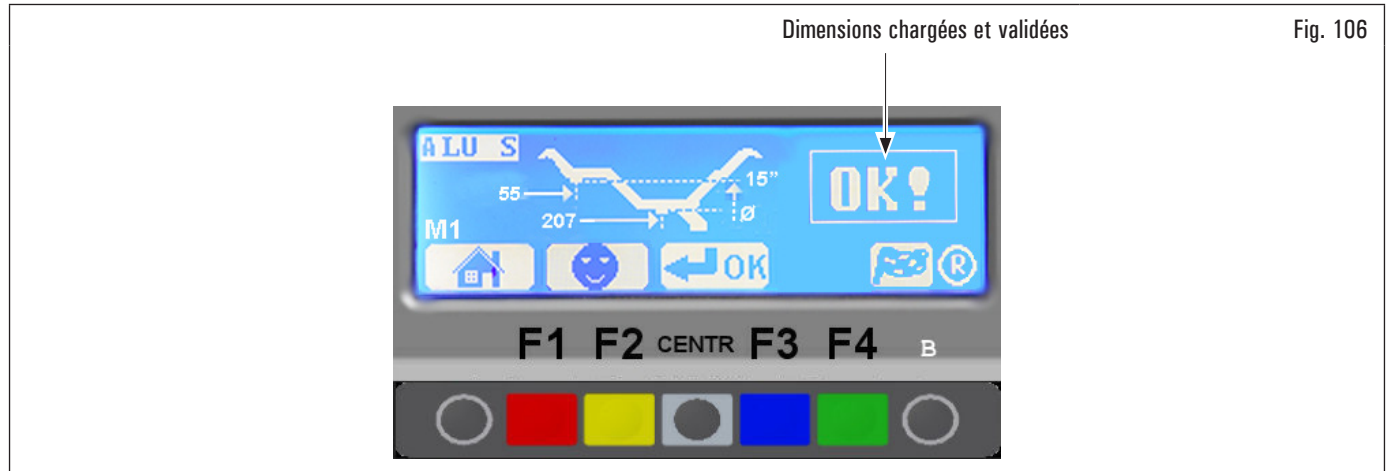 Dimensions chargées et validées
Fig. 106
ALU S
OK!
15”
55
Ø
207
M1
OK
®
F1 F2 CENTR F3 F4 B